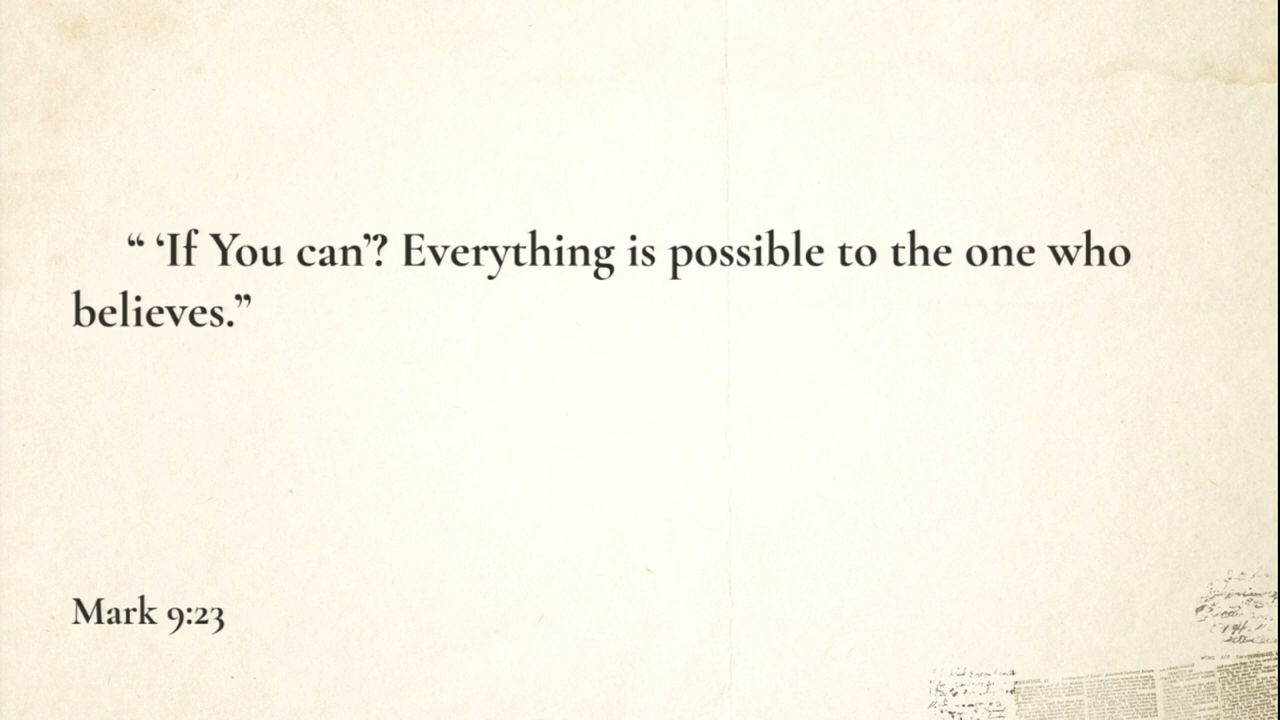 “ ‘If You can’? Everything is possible to the one who
believes.”
Mark 9:23